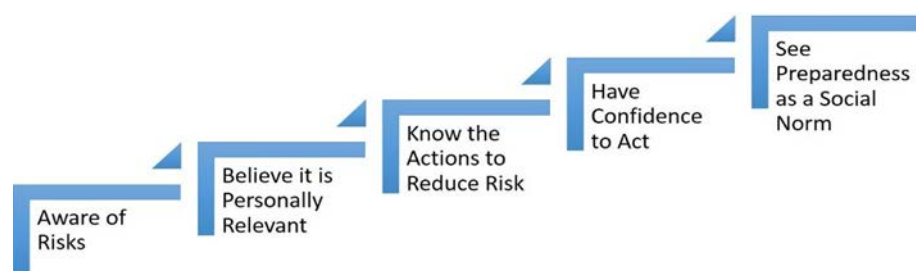 Aware of
Risks
Believe it is
Personally
Relevant
Know the
Actions to
Reduce Risk
Have
Confidence
to Act
See
Preparedness
as a Social
Norm